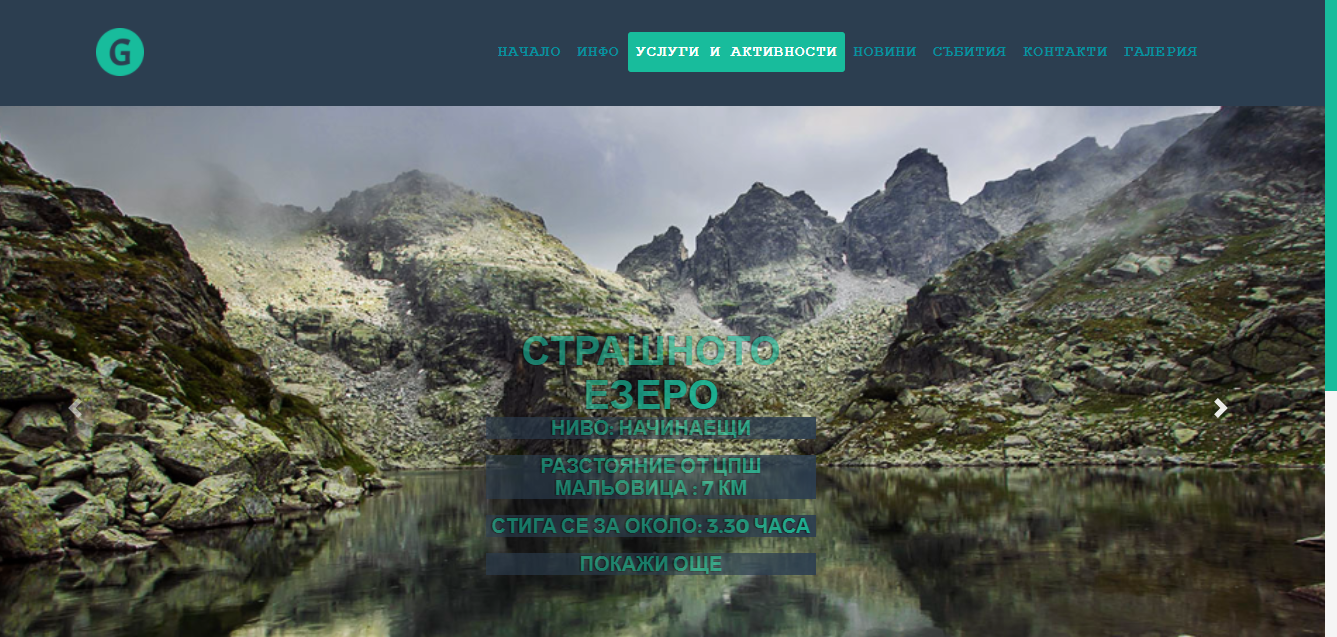 G
НАЧАЛО ИНФО УСЛУГИ И АКТИВНОСТИ НОВИНИ СЪБИТИЯ КОНТАКТИ ГАЛЕРИЯ
СТРАШНОТО
ЕЗЕРО
НИВО: НАЧИНАЕЩИ
РАЗСТОЯНИЕ ОТ ЦПШ
МАЛЬОВИЦА : 7 КМ
СТИГА СЕ ЗА ОКОЛО: 3.30 ЧАСА
ПОКАЖИ ОЩЕ